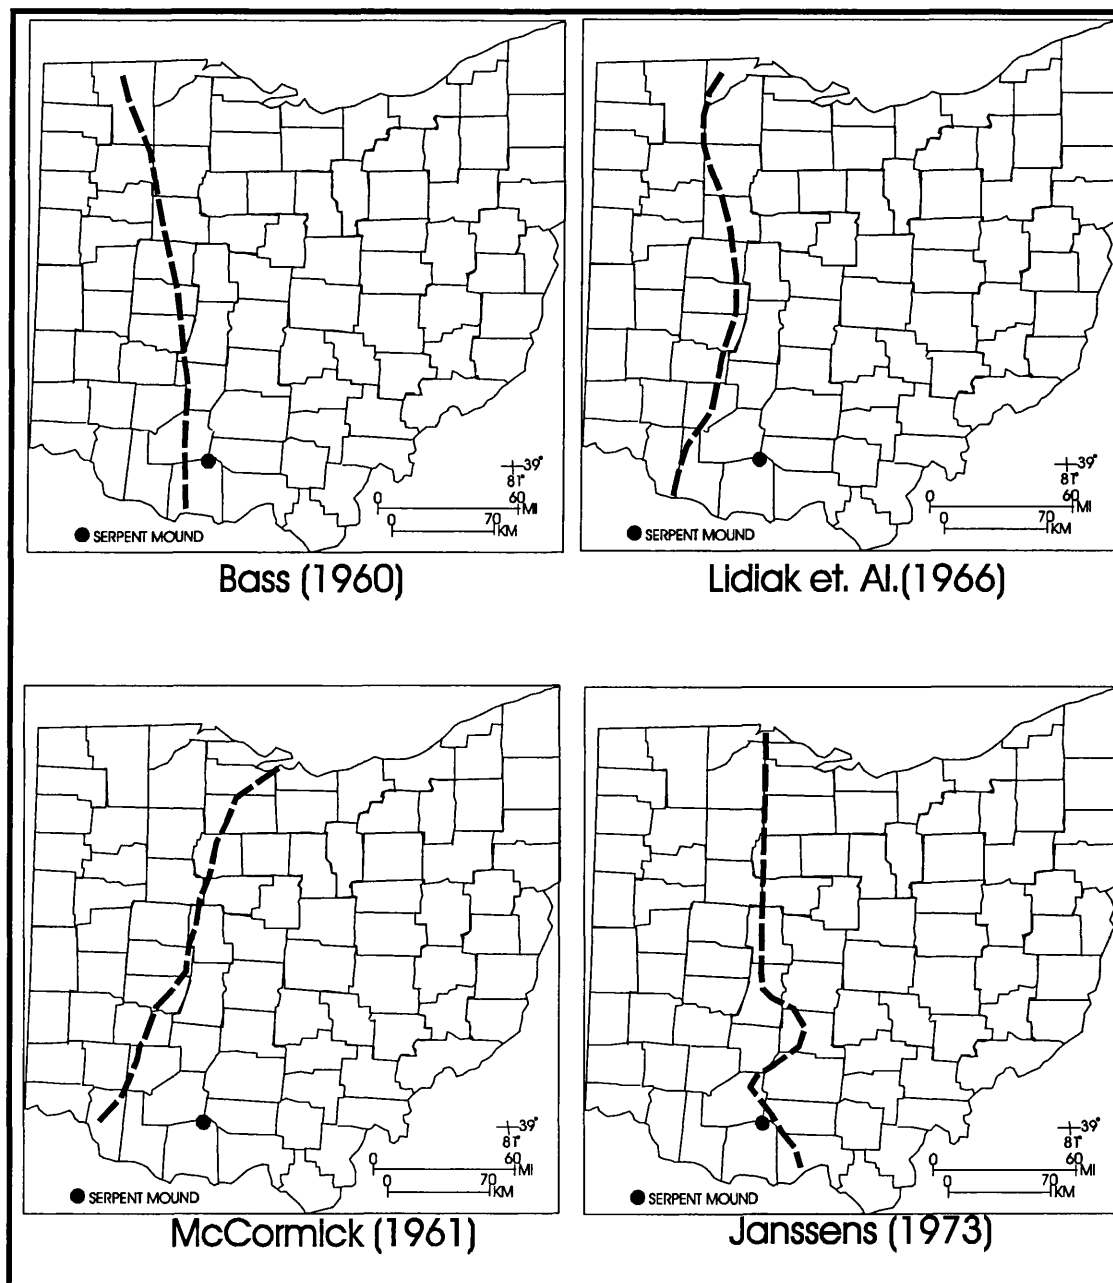 39°
81°
0 60 MI
0 70 KM
SERPENT MOUND
Bass (1960)
39°
81°
0 60 MI
0 70 KM
SERPENT MOUND
Lidiak et. Al.(1966)
39°
81°
0 60 MI
0 70 KM
SERPENT MOUND
McCormick (1961)
39°
81°
0 60 MI
0 70 KM
SERPENT MOUND
Janssens (1973)